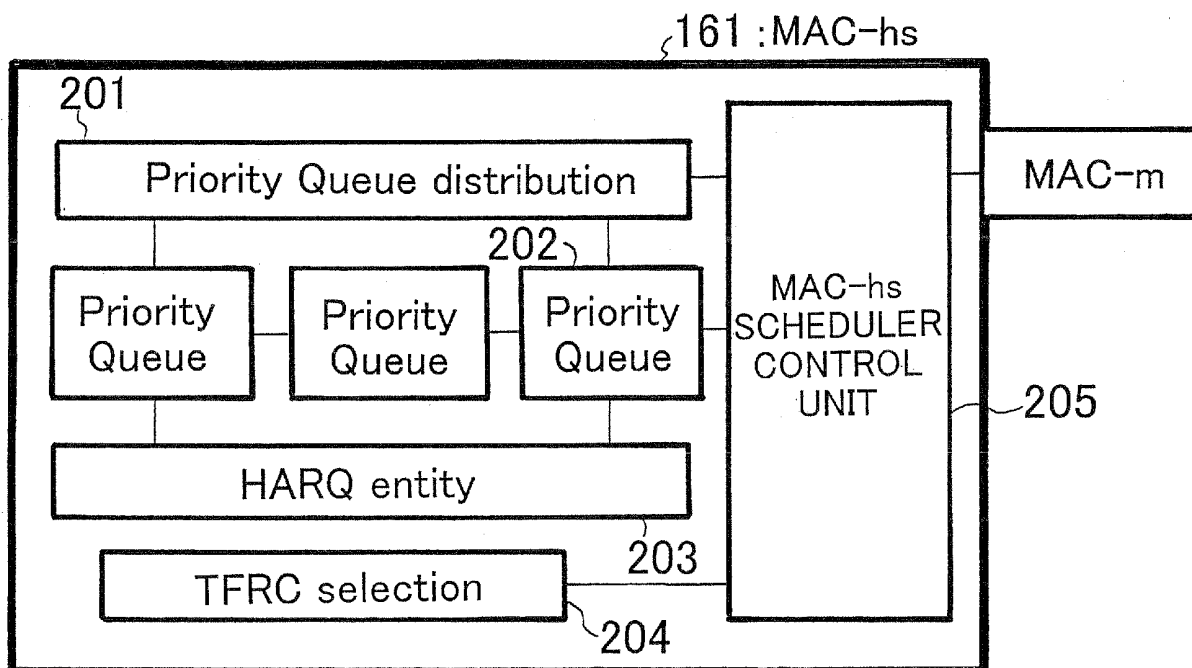 161 :MAC-hs
201
Priority Queue distribution
MAC-m
202
Priority
Queue
Priority
Queue
Priority
Queue
MAC-hs
SCHEDULER
CONTROL
UNIT
205
HARQ entity
203
TFRC selection
204